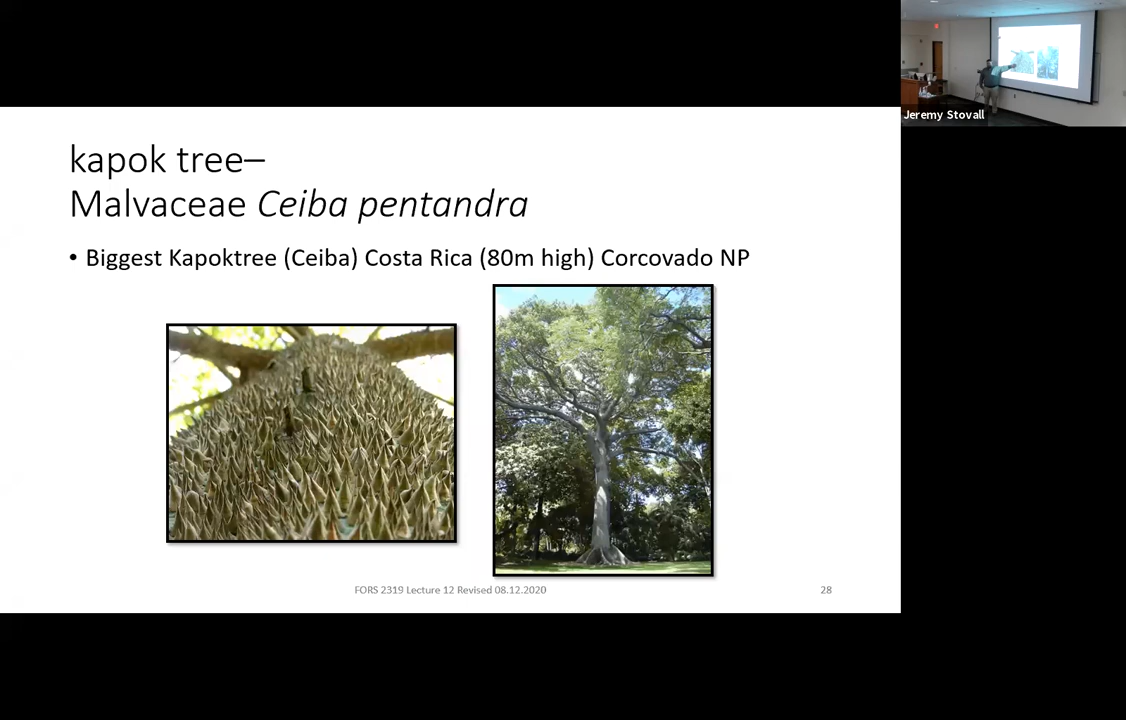 Jeremy Stovall
kapok tree–
Malvaceae Ceiba pentandra
• Biggest Kapoktree (Ceiba) Costa Rica (80m high) Corcovado NP
FORS 2319 Lecture 12 Revised 08.12.2020
28